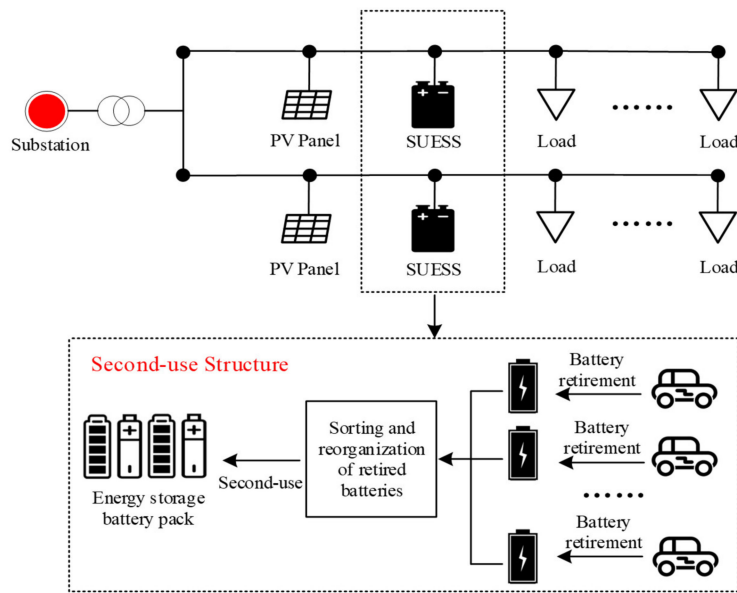 Substation
PV Panel
SUESS
Load
......
Load
PV Panel
SUESS
Load
......
Load
Second-use Structure
Battery
retirement
Battery
retirement
......
Battery
retirement
Sorting and
reorganization
of retired
batteries
Second-use
Energy storage
battery pack